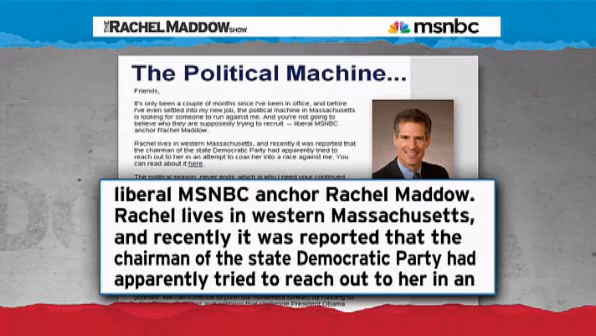 THE RACHEL MADDOW SHOW
msnbc
The Political Machine...
Friends,
It's only been a couple of months since I've been in office, and before
I've even settled into my new job, the political machine in Massachusetts
is looking for someone to run against me. And you're not going to
believe who they are supposedly trying to recruit -- liberal MSNBC
anchor Rachel Maddow.
Rachel lives in western Massachusetts, and recently it was reported that
the chairman of the state Democratic Party had apparently tried to
reach out to her in an attempt to coax her into a race against me. You
can read about it here.
The political season never ends, which is why I need your continued
liberal MSNBC anchor Rachel Maddow.
Rachel lives in western Massachusetts,
and recently it was reported that the
chairman of the state Democratic Party had
apparently tried to reach out to her in an